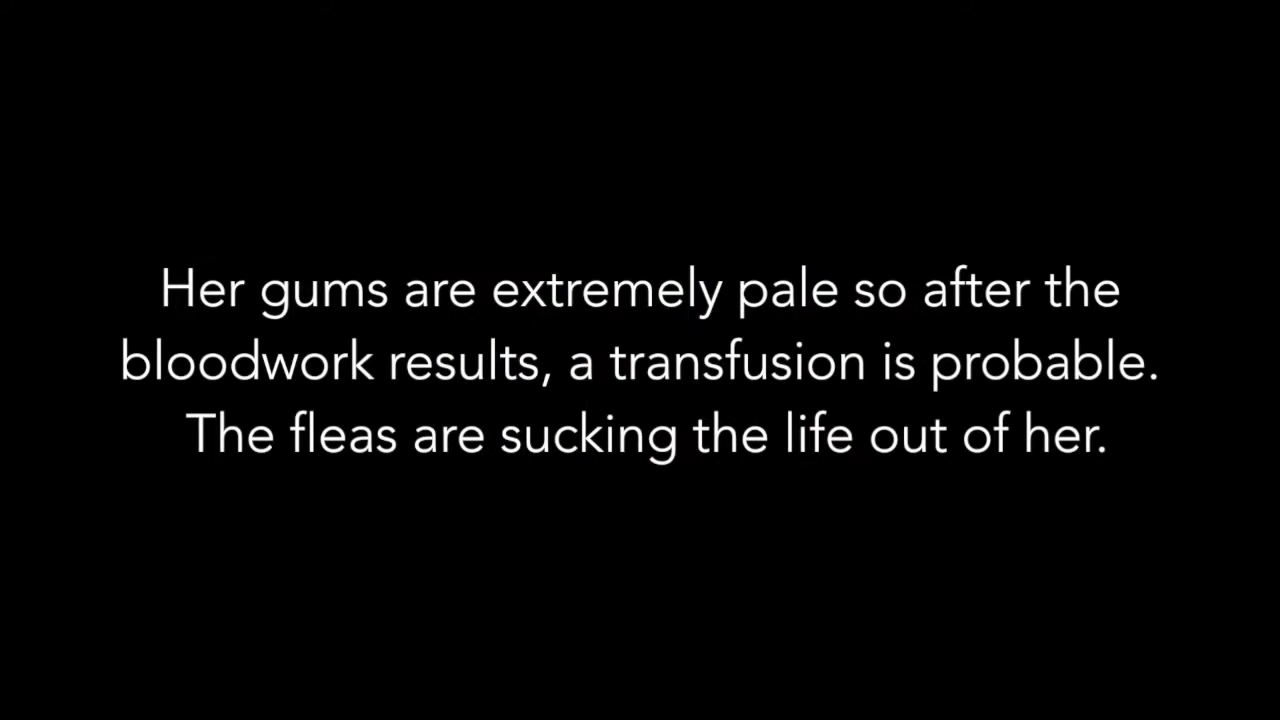 Her gums are extremely pale so after the
bloodwork results, a transfusion is probable.
The fleas are sucking the life out of her.